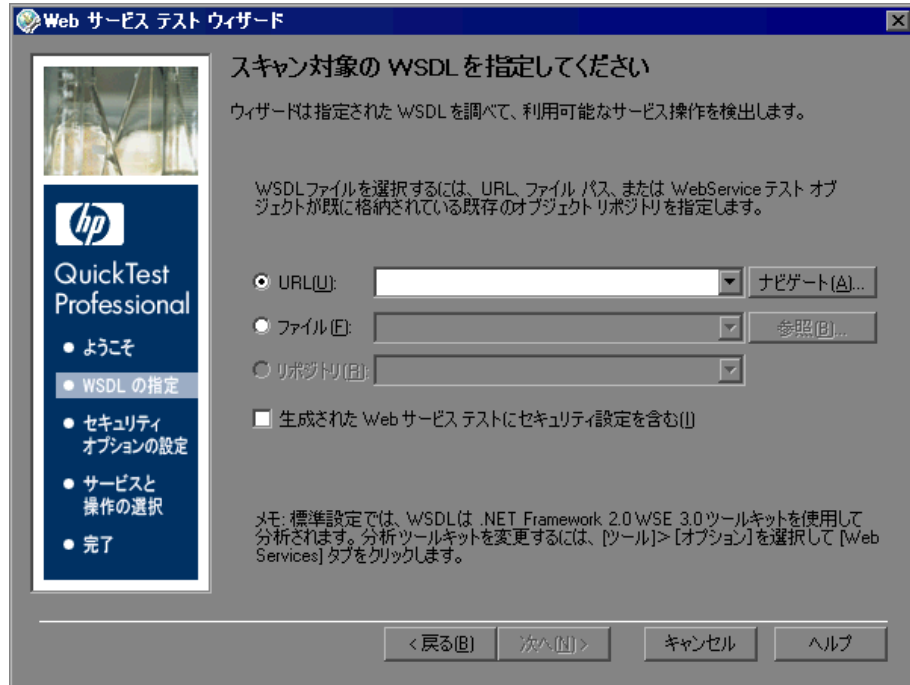 Web サービス テスト ウィザード
スキャン対象の WSDL を指定してください
ウィザードは指定された WSDL を調べて、利用可能なサービス操作を検出します。
WSDLファイルを選択するには、URL、ファイル パス、または WebService テスト オブ
ジェクトが既に格納されている既存のオブジェクト リポジトリを指定します。
hp
QuickTest
Professional
ようこそ
WSDL の指定
セキュリティ
オプションの設定
サービスと
操作の選択
完了
URL(U):
ナビゲート(A)...
ファイル(F):
参照(B)...
リポジトリ(R):
生成された Web サービス テストにセキュリティ設定を含む(I)
メモ: 標準設定では、WSDLは .NET Framework 2.0 WSE 3.0 ツールキットを使用して
分析されます。分析ツールキットを変更するには、[ツール] > [オプション] を選択して [Web
Services] タブをクリックします。
< 戻る(B)
次へ(N) >
キャンセル
ヘルプ